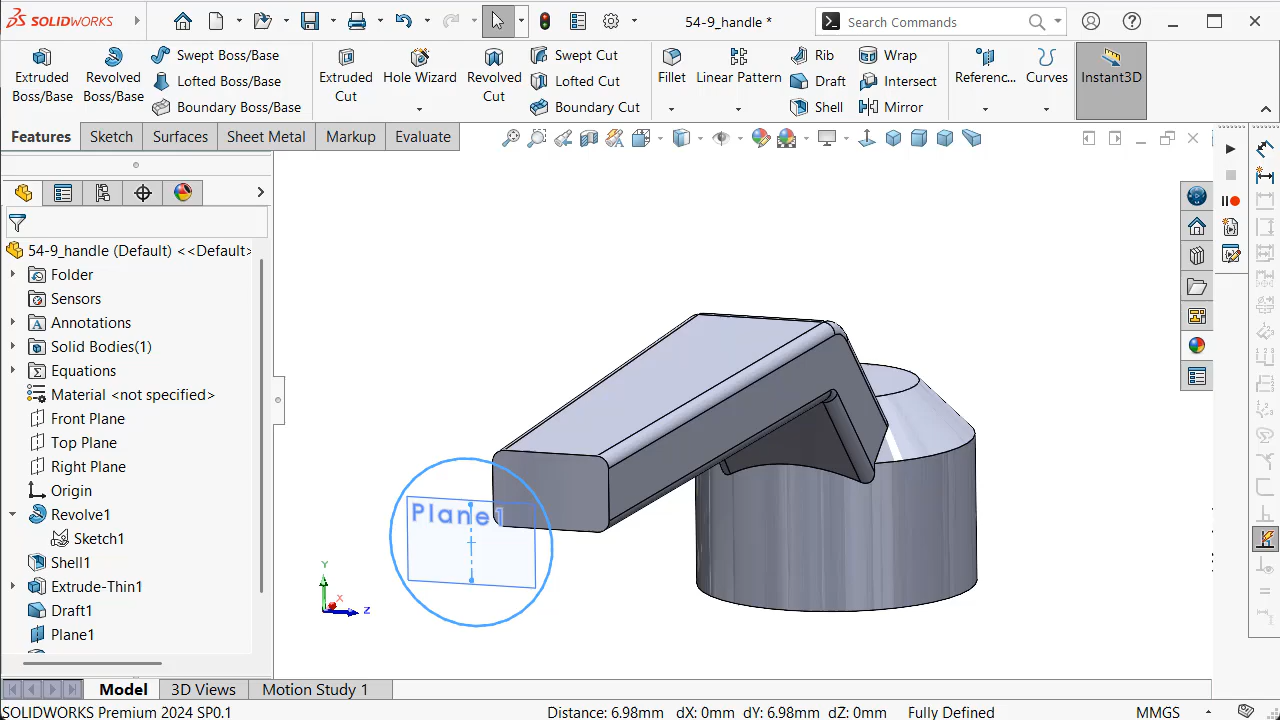 SOLIDWORKS
54-9_handle *
Search Commands
Extruded Boss/Base
Revolved Boss/Base
Swept Boss/Base
Lofted Boss/Base
Boundary Boss/Base
Extruded Cut
Hole Wizard
Revolved Cut
Swept Cut
Lofted Cut
Boundary Cut
Fillet
Linear Pattern
Rib
Draft
Shell
Wrap
Intersect
Mirror
Referenc...
Curves
Instant3D
Features
Sketch
Surfaces
Sheet Metal
Markup
Evaluate
54-9_handle (Default) <<Default>
Folder
Sensors
Annotations
Solid Bodies(1)
Equations
Material <not specified>
Front Plane
Top Plane
Right Plane
Origin
Revolve1
Sketch1
Shell1
Extrude-Thin1
Draft1
Plane1
Plane1
Y
X
Z
Model
3D Views
Motion Study 1
SOLIDWORKS Premium 2024 SP0.1
Distance: 6.98mm
dX: 0mm
dY: 6.98mm
dZ: 0mm
Fully Defined
MMGS